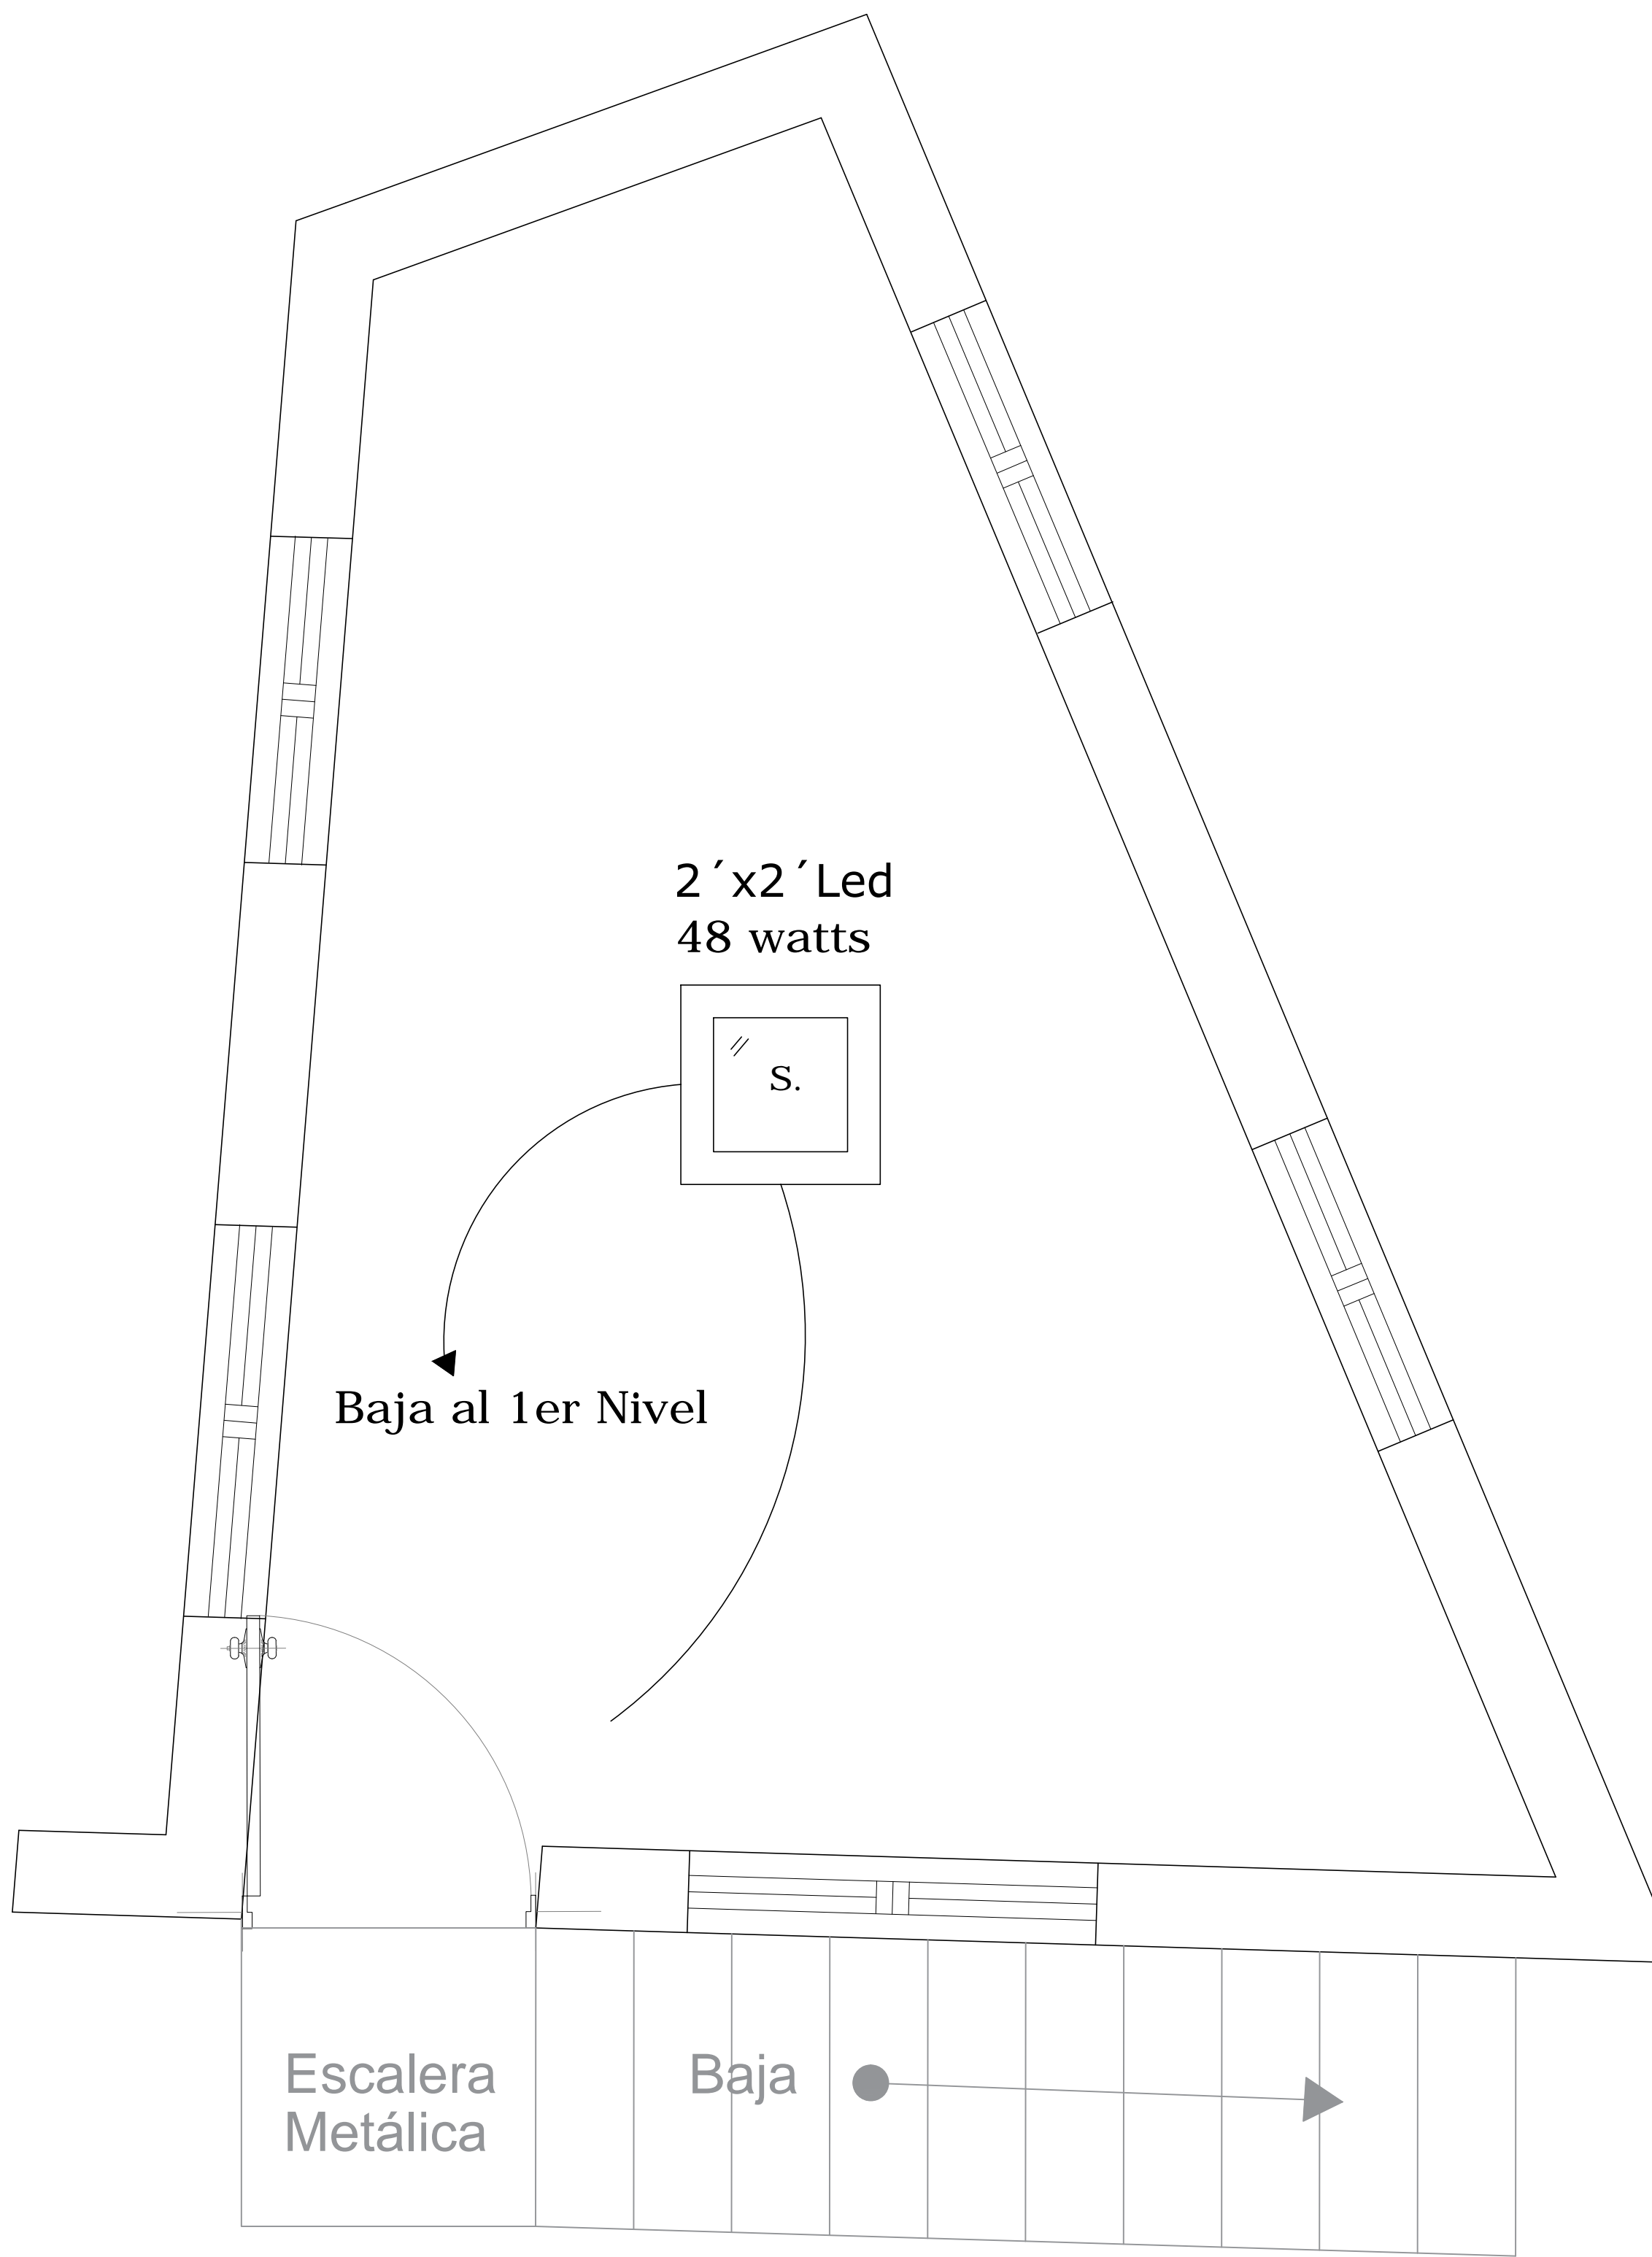 2´x2´Led
48 watts
S.
Baja al 1er Nivel
Escalera
Metálica
Baja